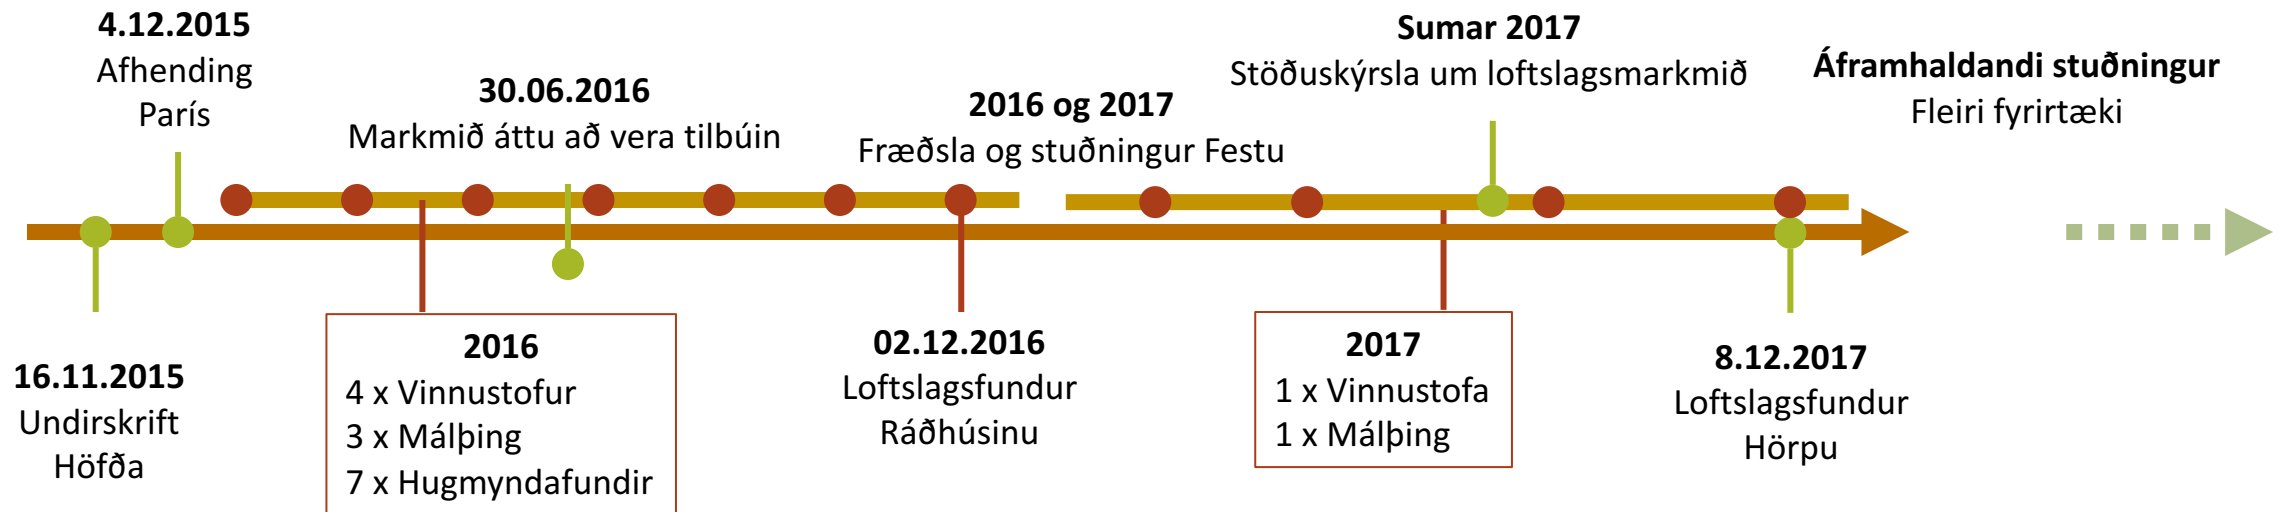 4.12.2015
Afhending
París
30.06.2016
Markmið áttu að vera tilbúin
2016 og 2017
Fræðsla og stuðningur Festu
Sumar 2017
Stöðuskýrsla um loftslagsmarkmið
Áframhaldandi stuðningur
Fleiri fyrirtæki
16.11.2015
Undirskrift
Höfða
2016
4 x Vinnustofur
3 x Málþing
7 x Hugmyndafundir
02.12.2016
Loftslagsfundur
Ráðhúsinu
2017
1 x Vinnustofa
1 x Málþing
8.12.2017
Loftslagsfundur
Hörpu